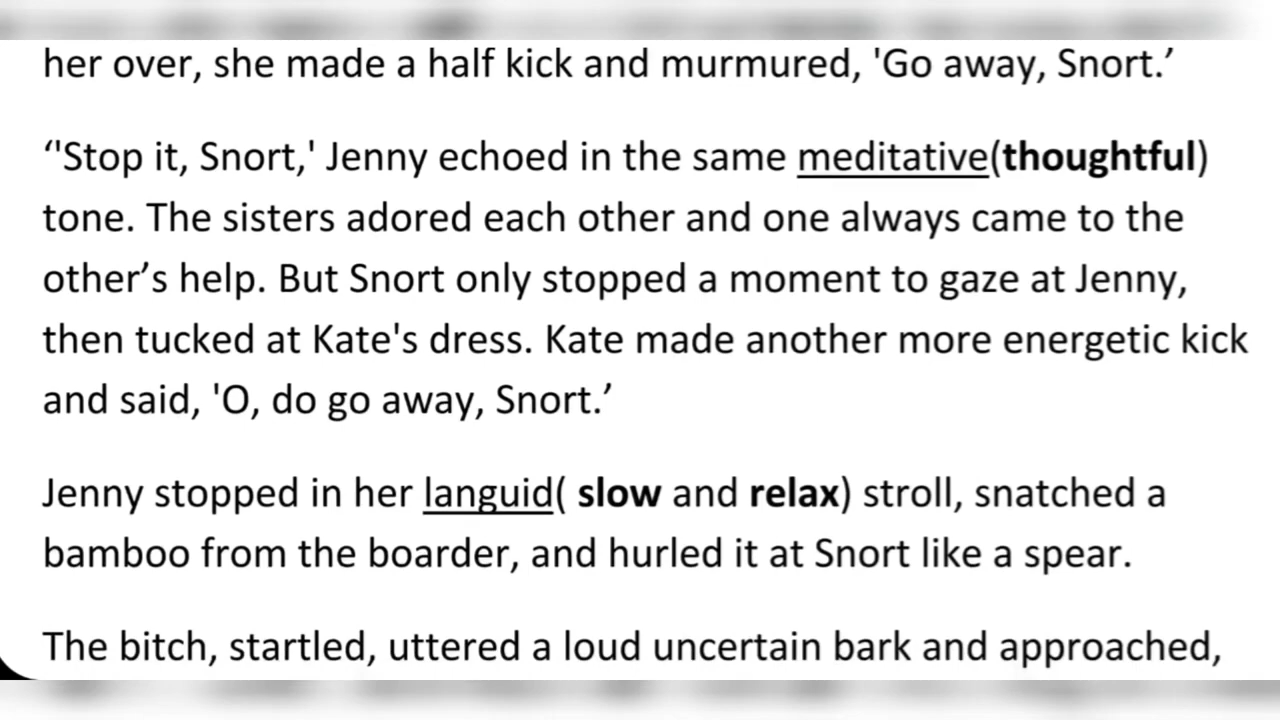 her over, she made a half kick and murmured, 'Go away, Snort.’
“'Stop it, Snort,' Jenny echoed in the same meditative(thoughtful)
tone. The sisters adored each other and one always came to the
other’s help. But Snort only stopped a moment to gaze at Jenny,
then tucked at Kate's dress. Kate made another more energetic kick
and said, 'O, do go away, Snort.’
Jenny stopped in her languid( slow and relax) stroll, snatched a
bamboo from the boarder, and hurled it at Snort like a spear.
The bitch, startled, uttered a loud uncertain bark and approached,